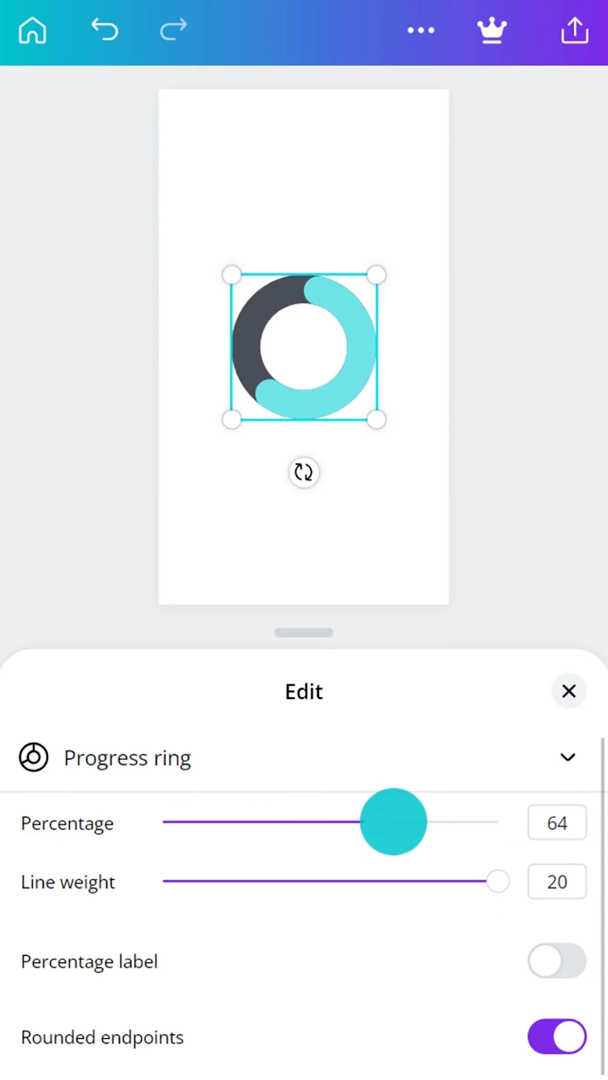 Edit
Progress ring
Percentage 64
Line weight 20
Percentage label
Rounded endpoints